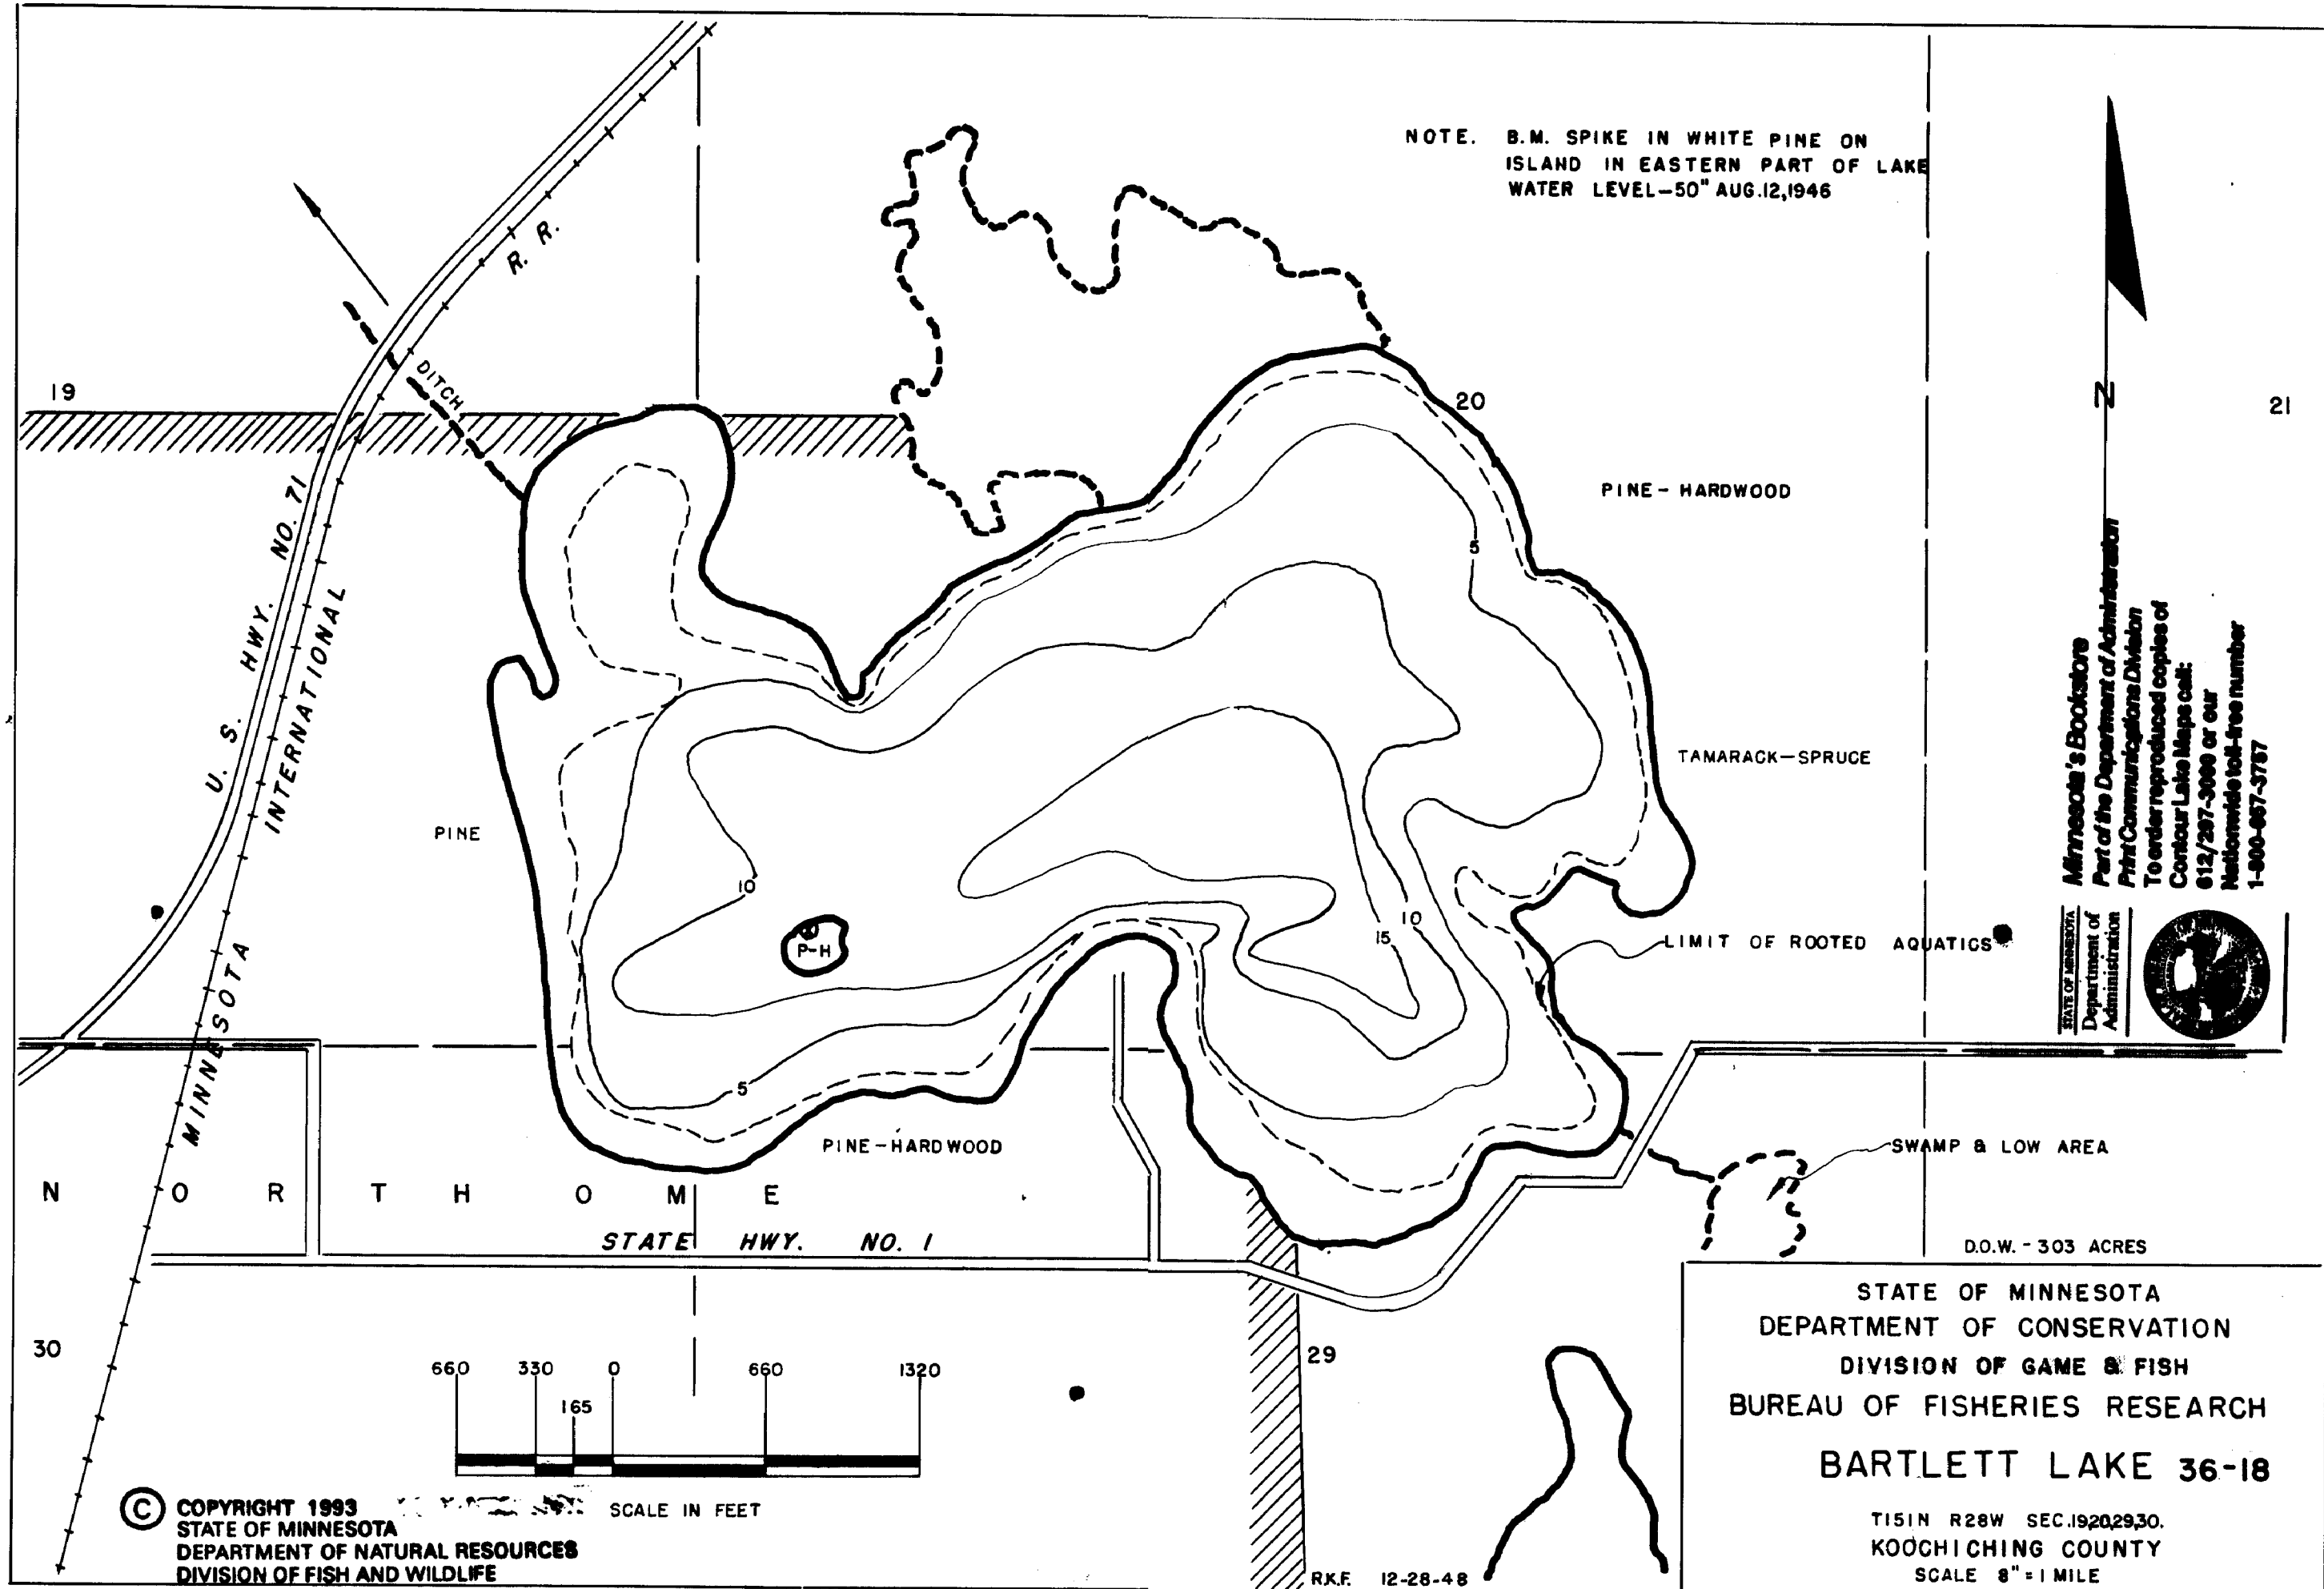 NOTE. B.M. SPIKE IN WHITE PINE ON
ISLAND IN EASTERN PART OF LAKE
WATER LEVEL-50" AUG.12,1946
R. R.
DITCH
19
20
21
N
U. S. HWY. NO. 71
MINNESOTA INTERNATIONAL
PINE-HARDWOOD
5
TAMARACK-SPRUCE
PINE
10
P-H
10
15
LIMIT OF ROOTED AQUATICS
5
PINE-HARDWOOD
SWAMP & LOW AREA
NORTHOME
STATE HWY. NO. 1
30
29
Minnesota's Bookstore
Part of the Department of Administration
Print Communications Division
To order reproduced copies of
Contour Lake Maps call:
612/297-3000 or our
Nationwide toll-free number
1-800-657-3757
STATE OF MINNESOTA
Department of
Administration
D.O.W. - 303 ACRES
STATE OF MINNESOTA
DEPARTMENT OF CONSERVATION
DIVISION OF GAME & FISH
BUREAU OF FISHERIES RESEARCH
BARTLETT LAKE 36-18
T151N R28W SEC.19,20,29,30.
KOOCHICHING COUNTY
SCALE 8"=1 MILE
660 330 0 660 1320
165
SCALE IN FEET
© COPYRIGHT 1993
STATE OF MINNESOTA
DEPARTMENT OF NATURAL RESOURCES
DIVISION OF FISH AND WILDLIFE
R.K.F. 12-28-48